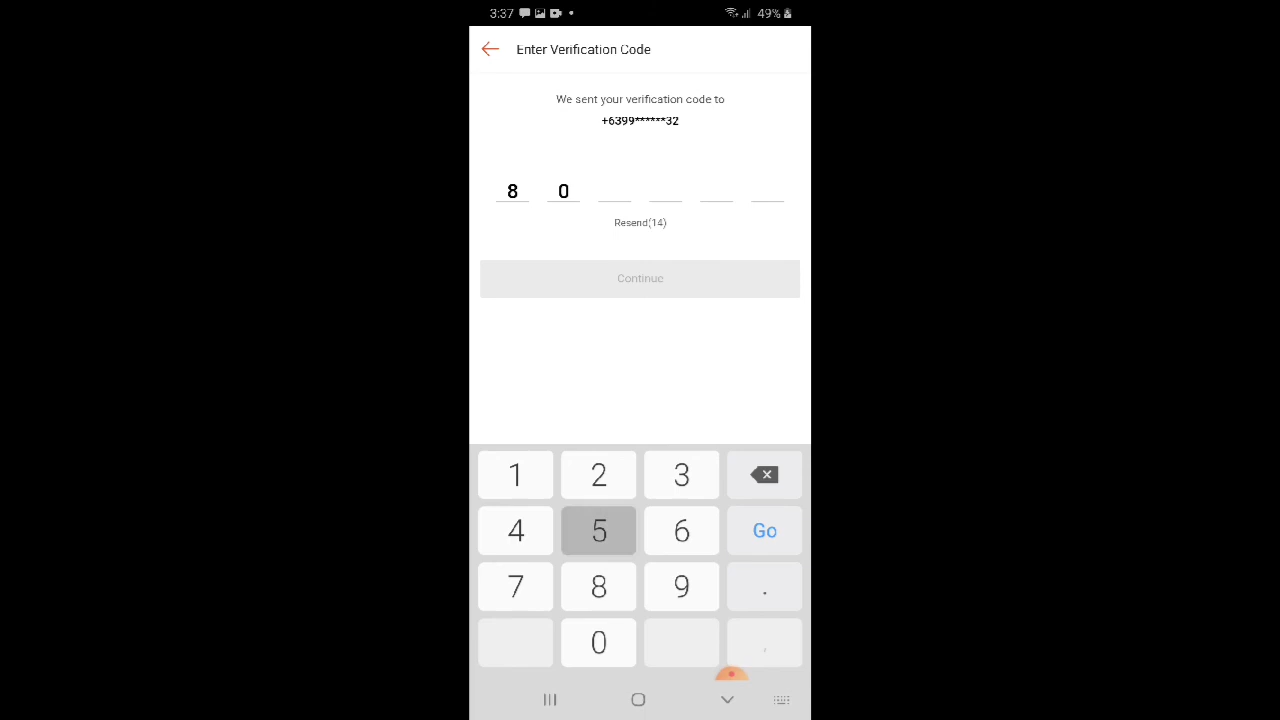 3:37
49%
Enter Verification Code
We sent your verification code to
+6399******32
8 0
Resend(14)
Continue
1 2 3
4 5 6 Go
7 8 9 .
0 ,